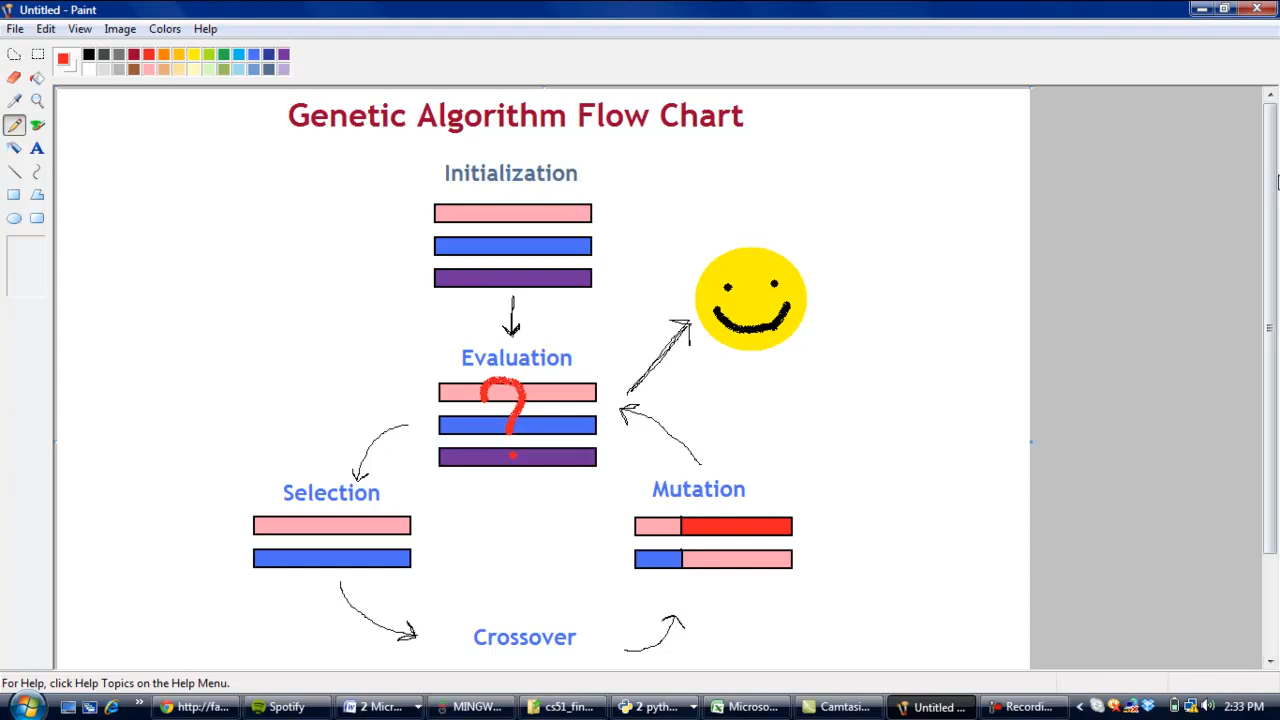 Untitled - Paint
File Edit View Image Colors Help
Genetic Algorithm Flow Chart
Initialization
Evaluation
?
Selection
Mutation
Crossover
For Help, click Help Topics on the Help Menu.
http://fa... Spotify 2 Micr... MINGW... cs51_fin... 2 pyth... Microso... Camtasi... Untitled ... Recordi... 2:33 PM